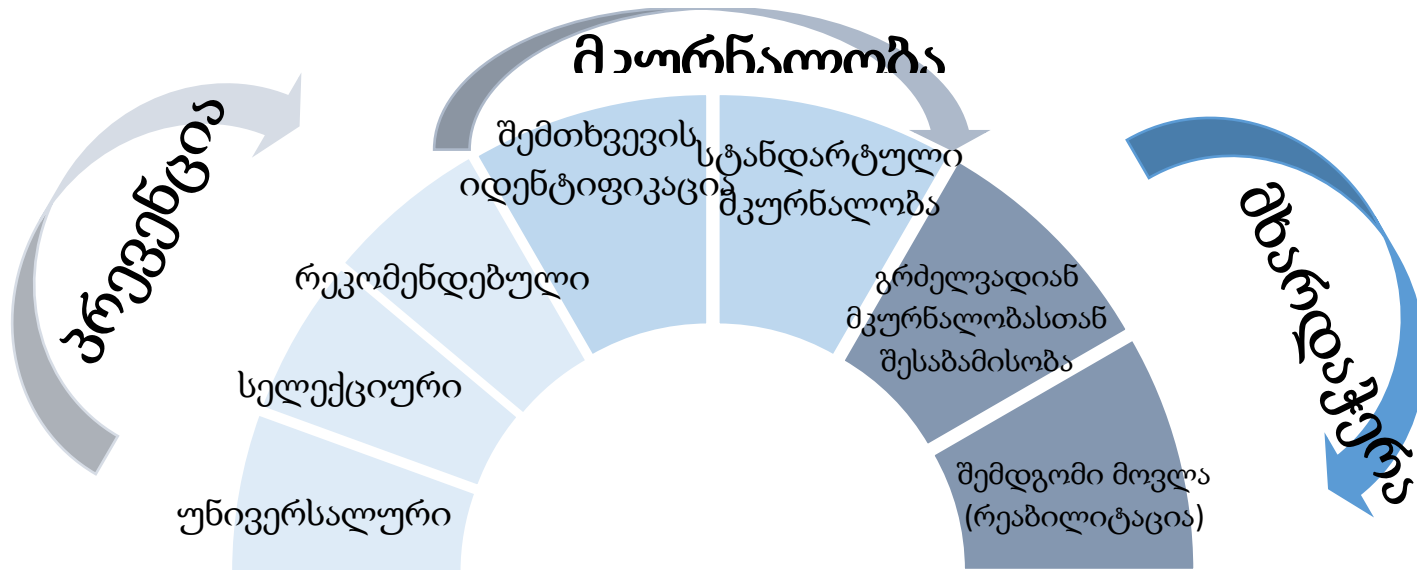 მკურნალობა
პრევენცია
მხარდაჭერა
შემთხვევის
იდენტიფიკაცია
სტანდარტული
მკურნალობა
რეკომენდებული
გრძელვადიან
მკურნალობასთან
შესაბამისობა
სელექციური
უნივერსალური
შემდგომი მოვლა
(რეაბილიტაცია)